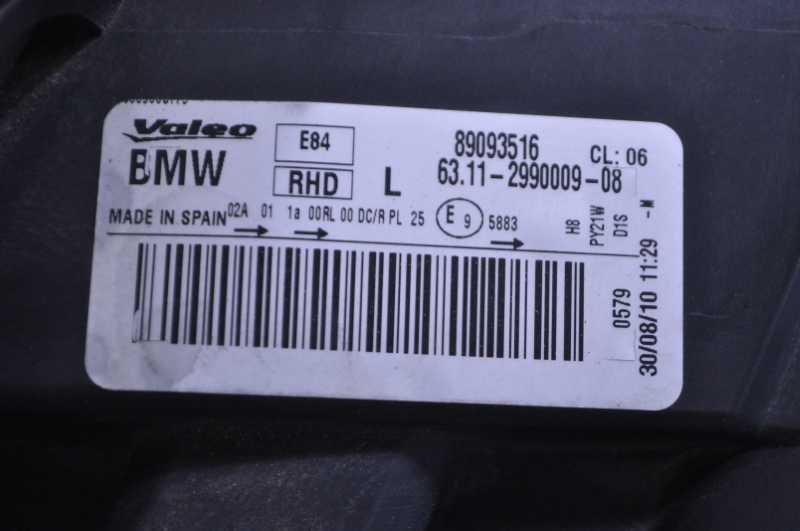 Valeo
BMW
E84
RHD
L
89093516
CL: 06
63.11-2990009-08
MADE IN SPAIN
02A 01 1a 00RL 00 DC/R PL 25
E 9
5883
H8
PY21W
D1S
-M
0579
30/08/10 11:29